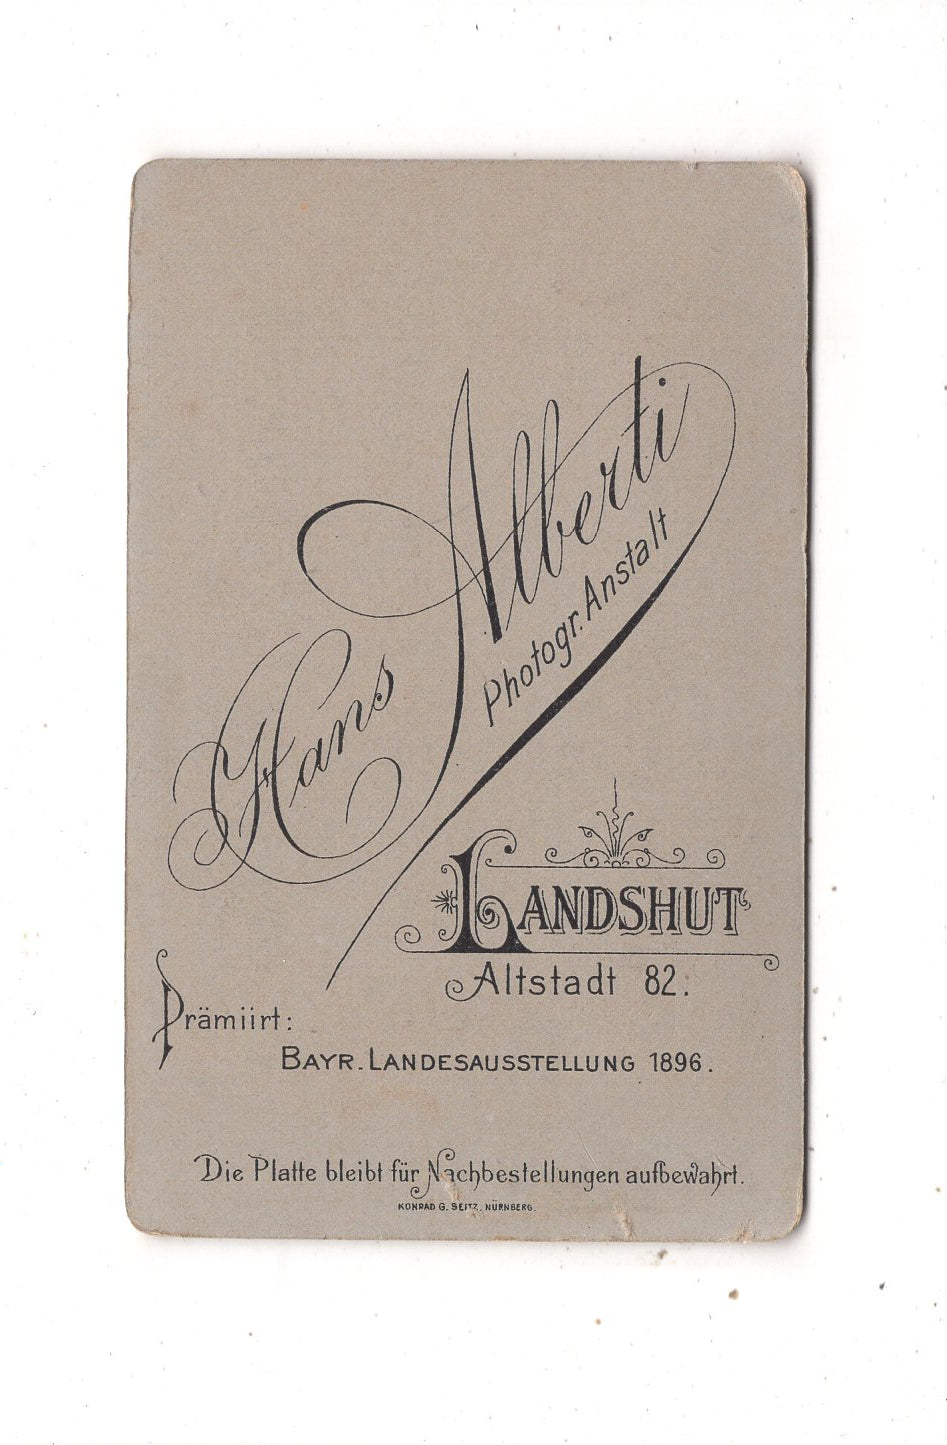 Hans Alberti
Photogr. Anstalt
LANDSHUT
Altstadt 82.
Prämiirt:
BAYR. LANDESAUSSTELLUNG 1896.
Die Platte bleibt für Nachbestellungen aufbewahrt.
KONRAD G. SEITZ, NÜRNBERG.